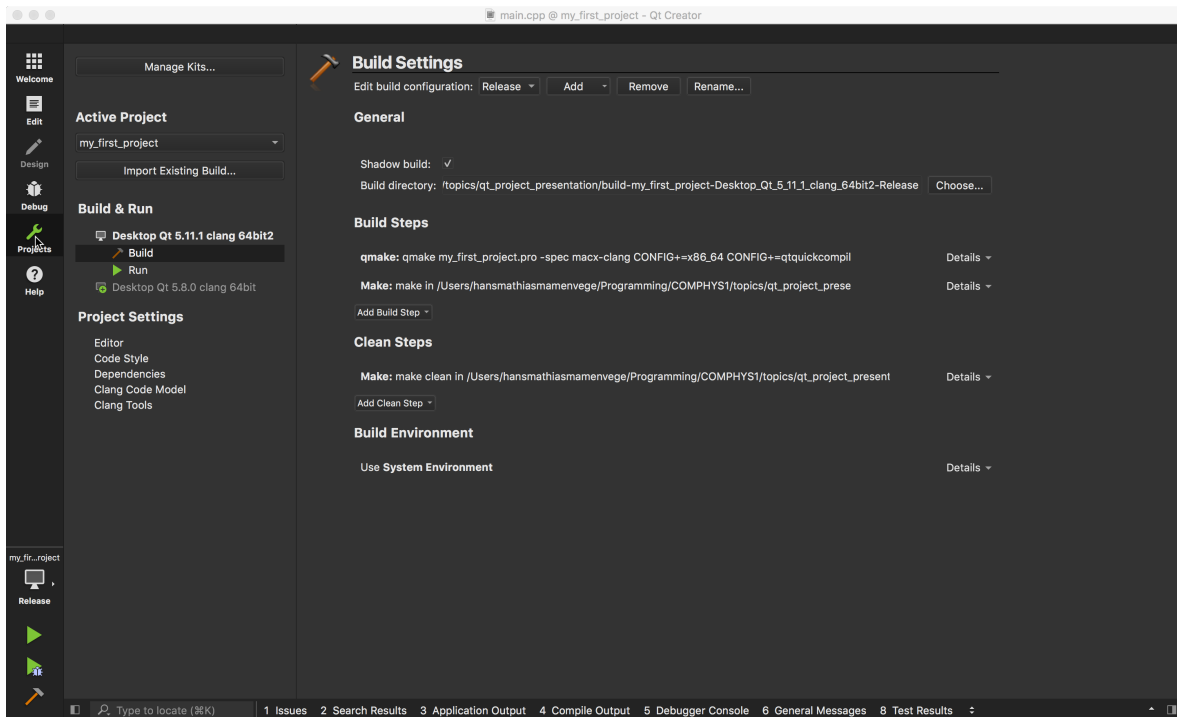 main.cpp @ my_first_project - Qt Creator
Welcome
Edit
Design
Debug
Projects
Help
my_fir...roject
Release
Manage Kits...
Active Project
my_first_project
Import Existing Build...
Build & Run
Desktop Qt 5.11.1 clang 64bit2
Build
Run
Desktop Qt 5.8.0 clang 64bit
Project Settings
Editor
Code Style
Dependencies
Clang Code Model
Clang Tools
Build Settings
Edit build configuration: Release Add Remove Rename...
General
Shadow build: ✓
Build directory: /topics/qt_project_presentation/build-my_first_project-Desktop_Qt_5_11_1_clang_64bit2-Release Choose...
Build Steps
qmake: qmake my_first_project.pro -spec macx-clang CONFIG+=x86_64 CONFIG+=qtquickcompil Details
Make: make in /Users/hansmathiasmamenvege/Programming/COMPHYS1/topics/qt_project_prese Details
Add Build Step
Clean Steps
Make: make clean in /Users/hansmathiasmamenvege/Programming/COMPHYS1/topics/qt_project_present Details
Add Clean Step
Build Environment
Use System Environment Details
Type to locate (⌘K) 1 Issues 2 Search Results 3 Application Output 4 Compile Output 5 Debugger Console 6 General Messages 8 Test Results